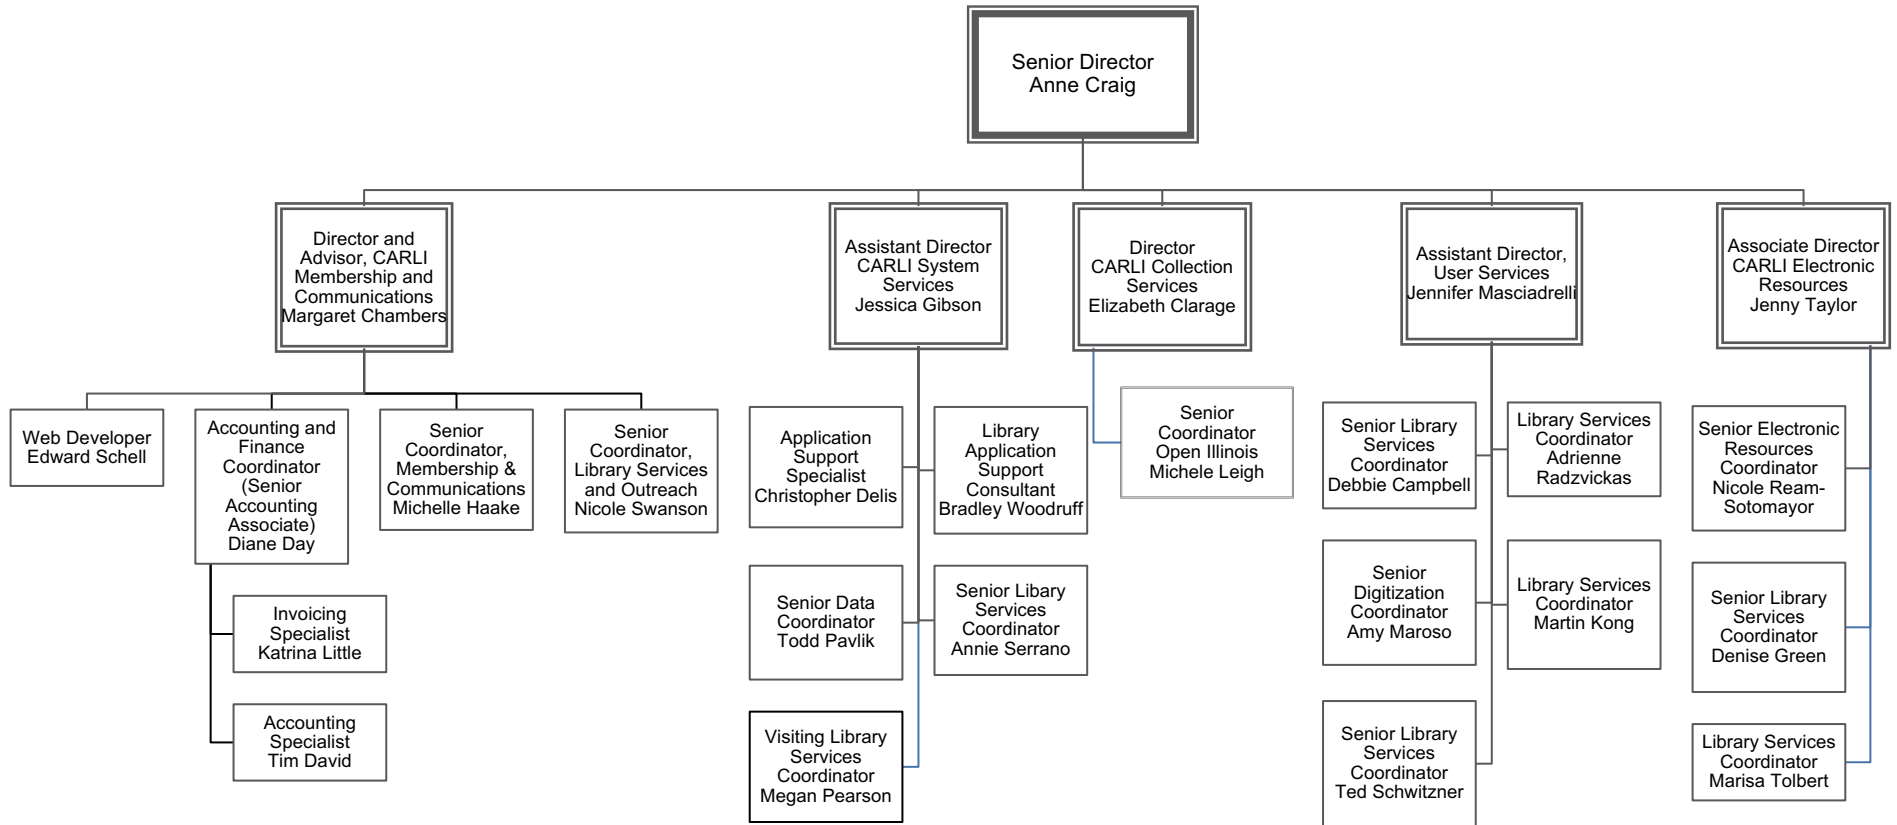 Senior Director
Anne Craig
Director and
Advisor, CARLI
Membership and
Communications
Margaret Chambers
Assistant Director
CARLI System
Services
Jessica Gibson
Director
CARLI Collection
Services
Elizabeth Clarage
Assistant Director,
User Services
Jennifer Masciadrelli
Associate Director
CARLI Electronic
Resources
Jenny Taylor
Web Developer
Edward Schell
Accounting and
Finance
Coordinator
(Senior
Accounting
Associate)
Diane Day
Senior
Coordinator,
Membership &
Communications
Michelle Haake
Senior
Coordinator,
Library Services
and Outreach
Nicole Swanson
Invoicing
Specialist
Katrina Little
Accounting
Specialist
Tim David
Application
Support
Specialist
Christopher Delis
Library
Application
Support
Consultant
Bradley Woodruff
Senior Data
Coordinator
Todd Pavlik
Senior Libary
Services
Coordinator
Annie Serrano
Visiting Library
Services
Coordinator
Megan Pearson
Senior
Coordinator
Open Illinois
Michele Leigh
Senior Library
Services
Coordinator
Debbie Campbell
Library Services
Coordinator
Adrienne
Radzvickas
Senior
Digitization
Coordinator
Amy Maroso
Library Services
Coordinator
Martin Kong
Senior Library
Services
Coordinator
Ted Schwitzner
Senior Electronic
Resources
Coordinator
Nicole Ream-
Sotomayor
Senior Library
Services
Coordinator
Denise Green
Library Services
Coordinator
Marisa Tolbert